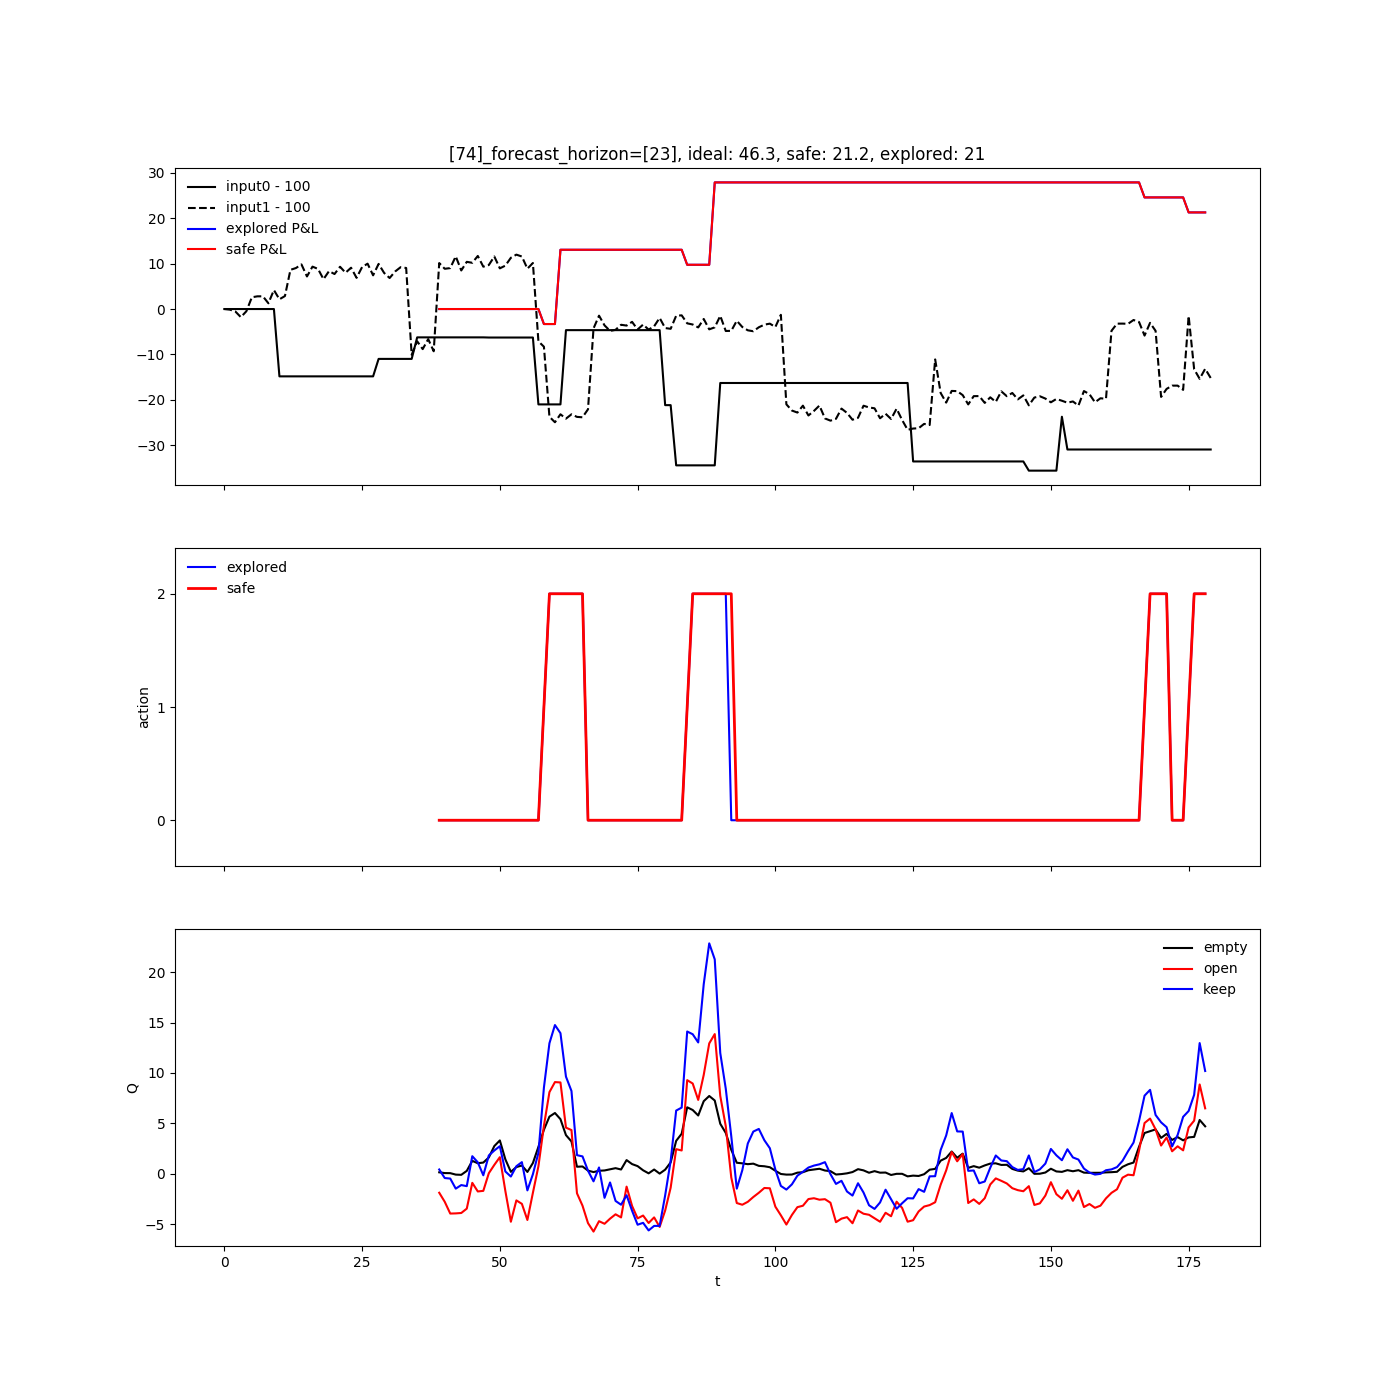 [74]_forecast_horizon=[23], ideal: 46.3, safe: 21.2, explored: 21
30
20
10
0
−10
−20
−30
input0 - 100
input1 - 100
explored P&L
safe P&L
action
2
1
0
explored
safe
Q
20
15
10
5
0
−5
empty
open
keep
0 25 50 75 100 125 150 175
t